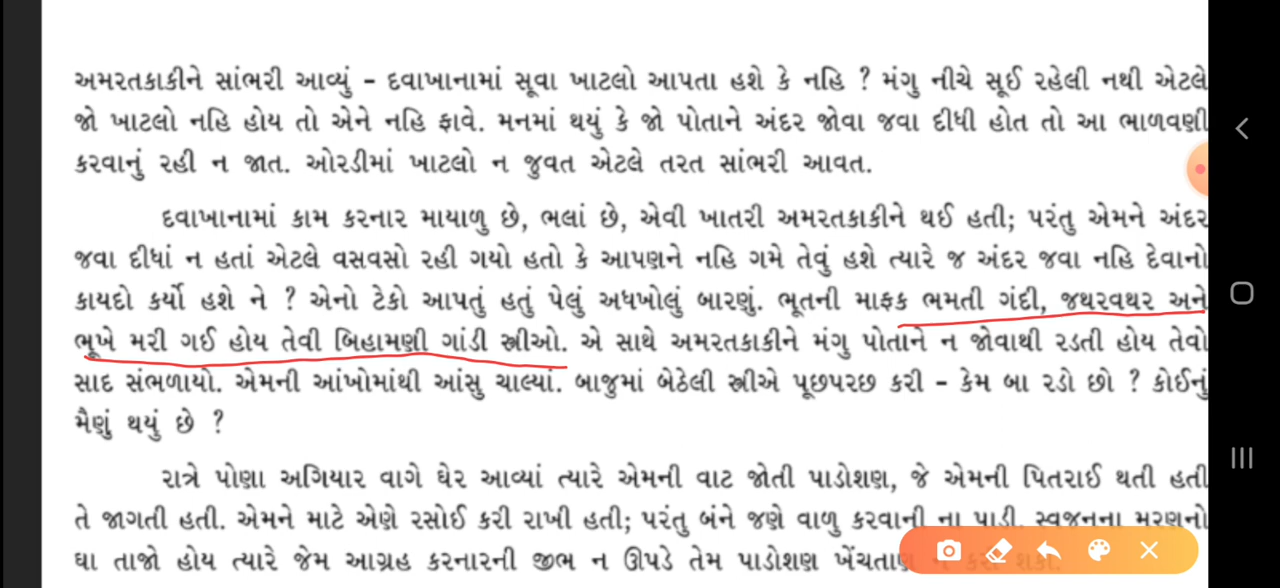 અમરતકાકીને સાંભરી આવ્યું - દવાખાનામાં સૂવા ખાટલો આપતા હશે કે નહિ ? મંગુ નીચે સૂઈ રહેલી નથી એટલે
જો ખાટલો નહિ હોય તો એને નહિ ફાવે. મનમાં થયું કે જો પોતાને અંદર જોવા જવા દીધી હોત તો આ ભાળવણી
કરવાનું રહી ન જાત. ઓરડીમાં ખાટલો ન જુવત એટલે તરત સાંભરી આવત.
દવાખાનામાં કામ કરનાર માયાળુ છે, ભલાં છે, એવી ખાતરી અમરતકાકીને થઈ હતી; પરંતુ એમને અંદર
જવા દીધાં ન હતાં એટલે વસવસો રહી ગયો હતો કે આપણને નહિ ગમે તેવું હશે ત્યારે જ અંદર જવા નહિ દેવાનો
કાયદો કર્યો હશે ને ? એનો ટેકો આપતું હતું પેલું અધખોલું બારણું. ભૂતની માફક ભમતી ગંદી, જથરવથર અને
ભૂખે મરી ગઈ હોય તેવી બિહામણી ગાંડી સ્ત્રીઓ. એ સાથે અમરતકાકીને મંગુ પોતાને ન જોવાથી રડતી હોય તેવો
સાદ સંભળાયો. એમની આંખોમાંથી આંસુ ચાલ્યાં. બાજુમાં બેઠેલી સ્ત્રીએ પૂછપરછ કરી - કેમ બા રડો છો ? કોઈનું
મૈણું થયું છે ?
રાત્રે પોણા અગિયાર વાગે ઘેર આવ્યાં ત્યારે એમની વાટ જોતી પાડોશણ, જે એમની પિતરાઈ થતી હતી
તે જાગતી હતી. એમને માટે એણે રસોઈ કરી રાખી હતી; પરંતુ બંને જણે વાળુ કરવાની ના પાડી. સ્વજનના મરણનો
ઘા તાજો હોય ત્યારે જેમ આગ્રહ કરનારની જીભ ન ઊપડે તેમ પાડોશણ ખેંચતાણ ન કરી શકી.